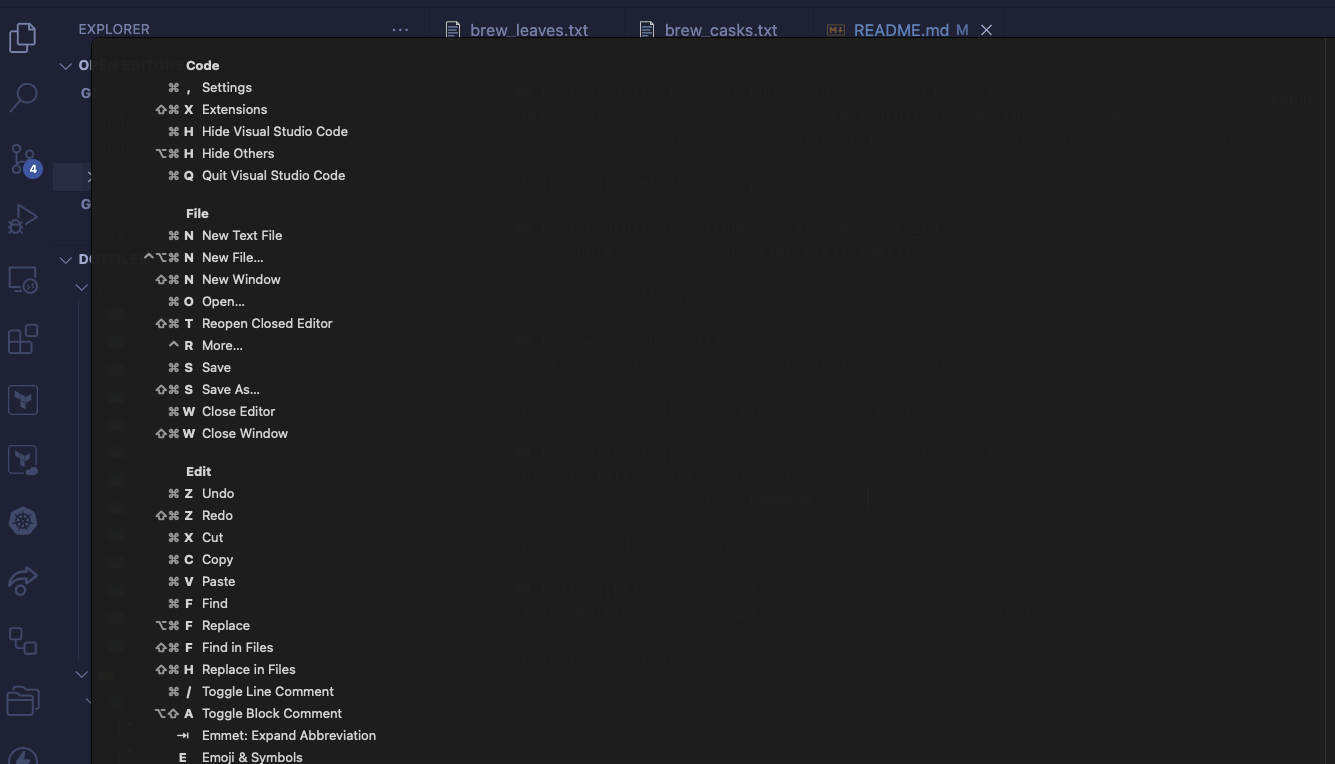 EXPLORER
...
brew_leaves.txt
brew_casks.txt
README.md M
Code
⌘ , Settings
⇧⌘ X Extensions
⌘ H Hide Visual Studio Code
⌥⌘ H Hide Others
⌘ Q Quit Visual Studio Code
4
File
⌘ N New Text File
^⌥⌘ N New File...
⇧⌘ N New Window
⌘ O Open...
⇧⌘ T Reopen Closed Editor
^ R More...
⌘ S Save
⇧⌘ S Save As...
⌘ W Close Editor
⇧⌘ W Close Window
Edit
⌘ Z Undo
⇧⌘ Z Redo
⌘ X Cut
⌘ C Copy
⌘ V Paste
⌘ F Find
⌥⌘ F Replace
⇧⌘ F Find in Files
⇧⌘ H Replace in Files
⌘ / Toggle Line Comment
⌥⇧ A Toggle Block Comment
⇥ Emmet: Expand Abbreviation
E Emoji & Symbols